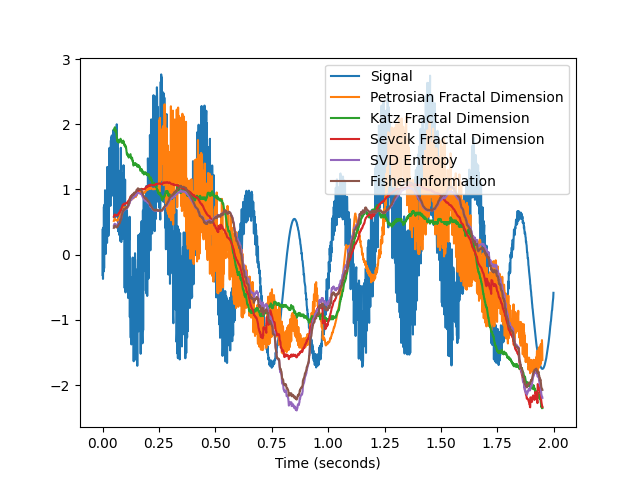 3
2
1
0
−1
−2
0.00 0.25 0.50 0.75 1.00 1.25 1.50 1.75 2.00
Time (seconds)
Signal
Petrosian Fractal Dimension
Katz Fractal Dimension
Sevcik Fractal Dimension
SVD Entropy
Fisher Information